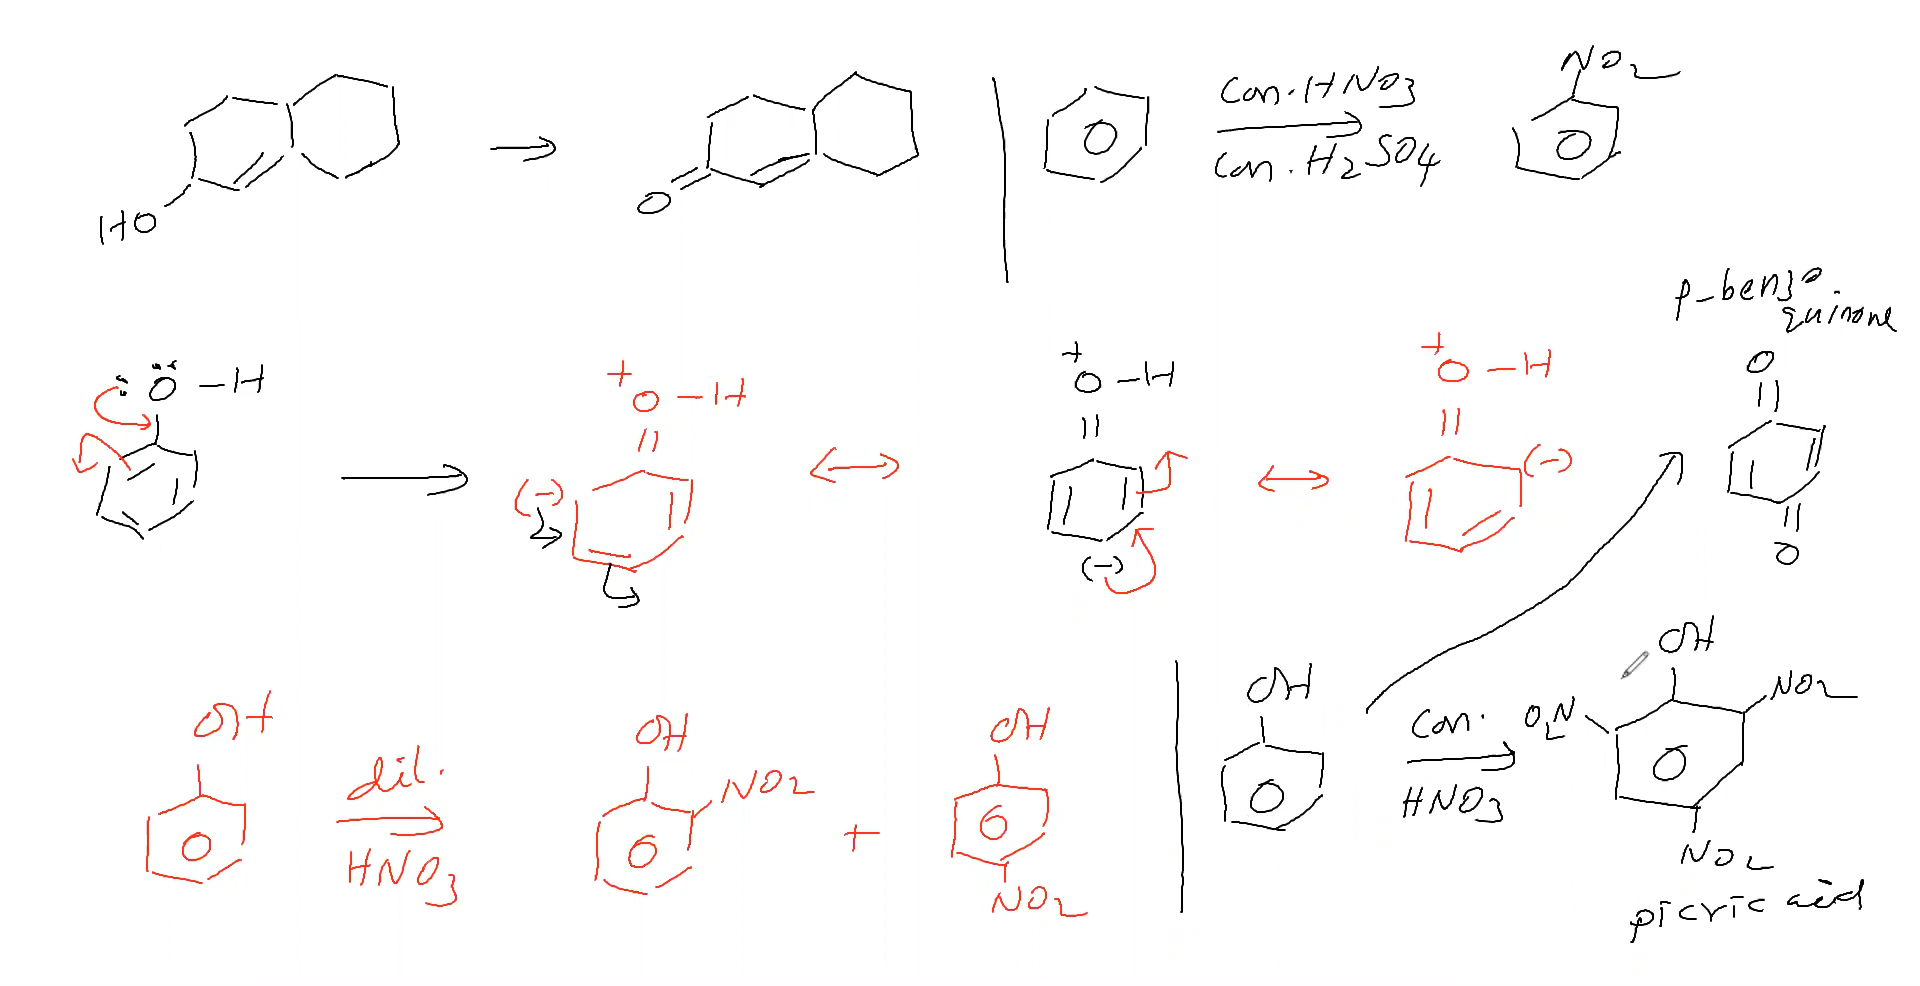 HO
O
Con. HNO3
Con. H2SO4
NO2
p-benzo
quinone
O - H
+
O - H
(-)
+
O - H
(-)
+
O - H
(-)
O
O
OH
dil.
HNO3
OH
NO2
+
OH
NO2
OH
Con.
HNO3
OH
O2N
NO2
NO2
picric acid